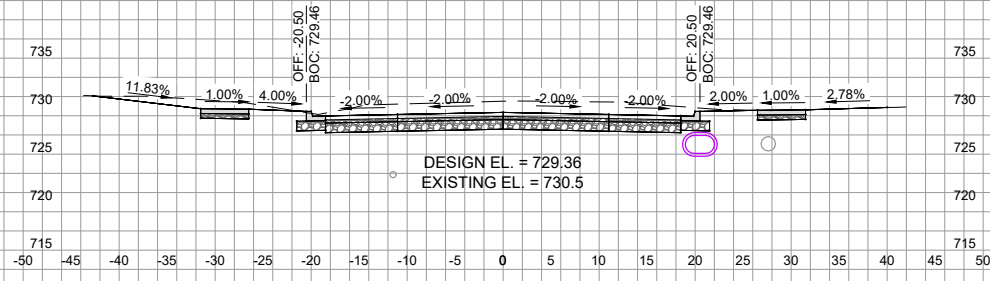 OFF: -20.50
BOC: 729.46
OFF: 20.50
BOC: 729.46
735
735
11.83%
1.00%
4.00%
-2.00%
-2.00%
-2.00%
-2.00%
2.00%
1.00%
2.78%
730
730
725
725
DESIGN EL. = 729.36
EXISTING EL. = 730.5
720
720
715
715
-50 -45 -40 -35 -30 -25 -20 -15 -10 -5 0 5 10 15 20 25 30 35 40 45 50